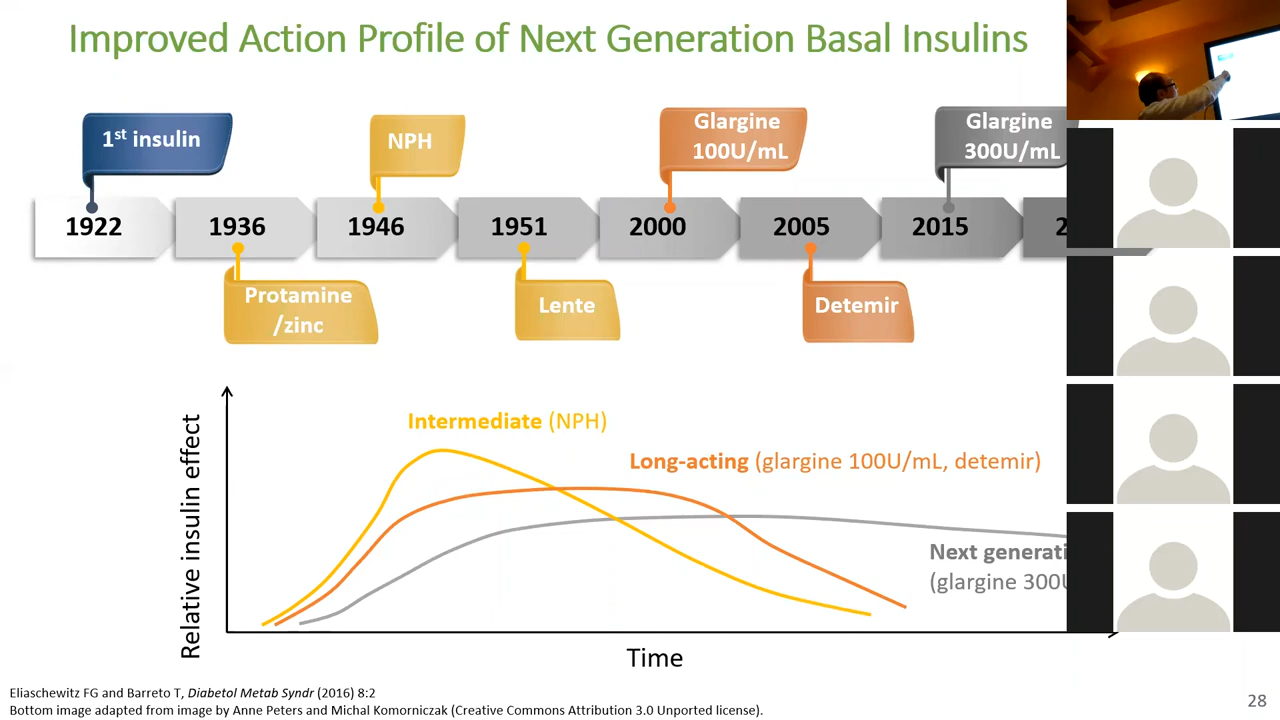 Improved Action Profile of Next Generation Basal Insulins
1st insulin
NPH
Glargine
100U/mL
Glargine
300U/mL
1922
1936
1946
1951
2000
2005
2015
2
Protamine
/zinc
Lente
Detemir
Relative insulin effect
Intermediate (NPH)
Long-acting (glargine 100U/mL, detemir)
Next generati
(glargine 300U
Time
Eliaschewitz FG and Barreto T, Diabetol Metab Syndr (2016) 8:2
Bottom image adapted from image by Anne Peters and Michal Komorniczak (Creative Commons Attribution 3.0 Unported license).
28